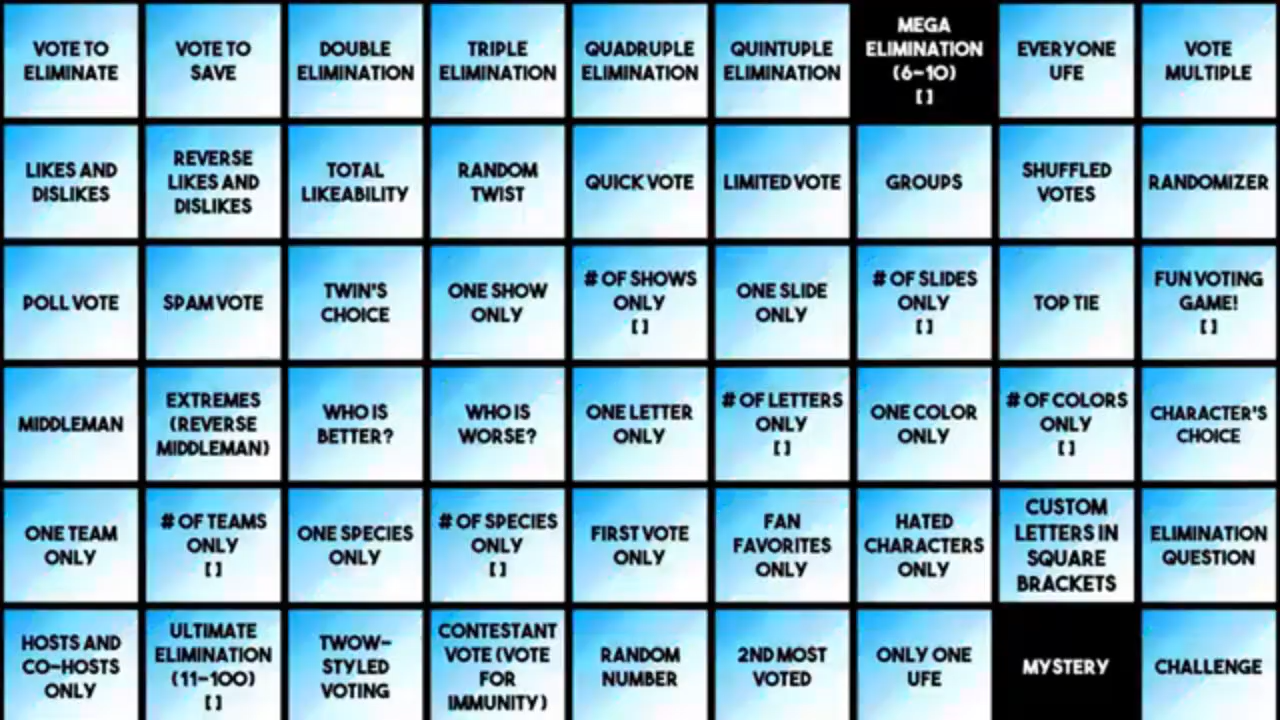 VOTE TO
ELIMINATE
VOTE TO
SAVE
DOUBLE
ELIMINATION
TRIPLE
ELIMINATION
QUADRUPLE
ELIMINATION
QUINTUPLE
ELIMINATION
MEGA
ELIMINATION
(6-10)
[ ]
EVERYONE
UFE
VOTE
MULTIPLE
LIKES AND
DISLIKES
REVERSE
LIKES AND
DISLIKES
TOTAL
LIKEABILITY
RANDOM
TWIST
QUICK VOTE
LIMITED VOTE
GROUPS
SHUFFLED
VOTES
RANDOMIZER
POLL VOTE
SPAM VOTE
TWIN'S
CHOICE
ONE SHOW
ONLY
# OF SHOWS
ONLY
[ ]
ONE SLIDE
ONLY
# OF SLIDES
ONLY
[ ]
TOP TIE
FUN VOTING
GAME!
[ ]
MIDDLEMAN
EXTREMES
(REVERSE
MIDDLEMAN)
WHO IS
BETTER?
WHO IS
WORSE?
ONE LETTER
ONLY
# OF LETTERS
ONLY
[ ]
ONE COLOR
ONLY
# OF COLORS
ONLY
[ ]
CHARACTER'S
CHOICE
ONE TEAM
ONLY
# OF TEAMS
ONLY
[ ]
ONE SPECIES
ONLY
# OF SPECIES
ONLY
[ ]
FIRST VOTE
ONLY
FAN
FAVORITES
ONLY
HATED
CHARACTERS
ONLY
CUSTOM
LETTERS IN
SQUARE
BRACKETS
ELIMINATION
QUESTION
HOSTS AND
CO-HOSTS
ONLY
ULTIMATE
ELIMINATION
(11-100)
[ ]
TWOW-
STYLED
VOTING
CONTESTANT
VOTE (VOTE
FOR
IMMUNITY)
RANDOM
NUMBER
2ND MOST
VOTED
ONLY ONE
UFE
MYSTERY
CHALLENGE